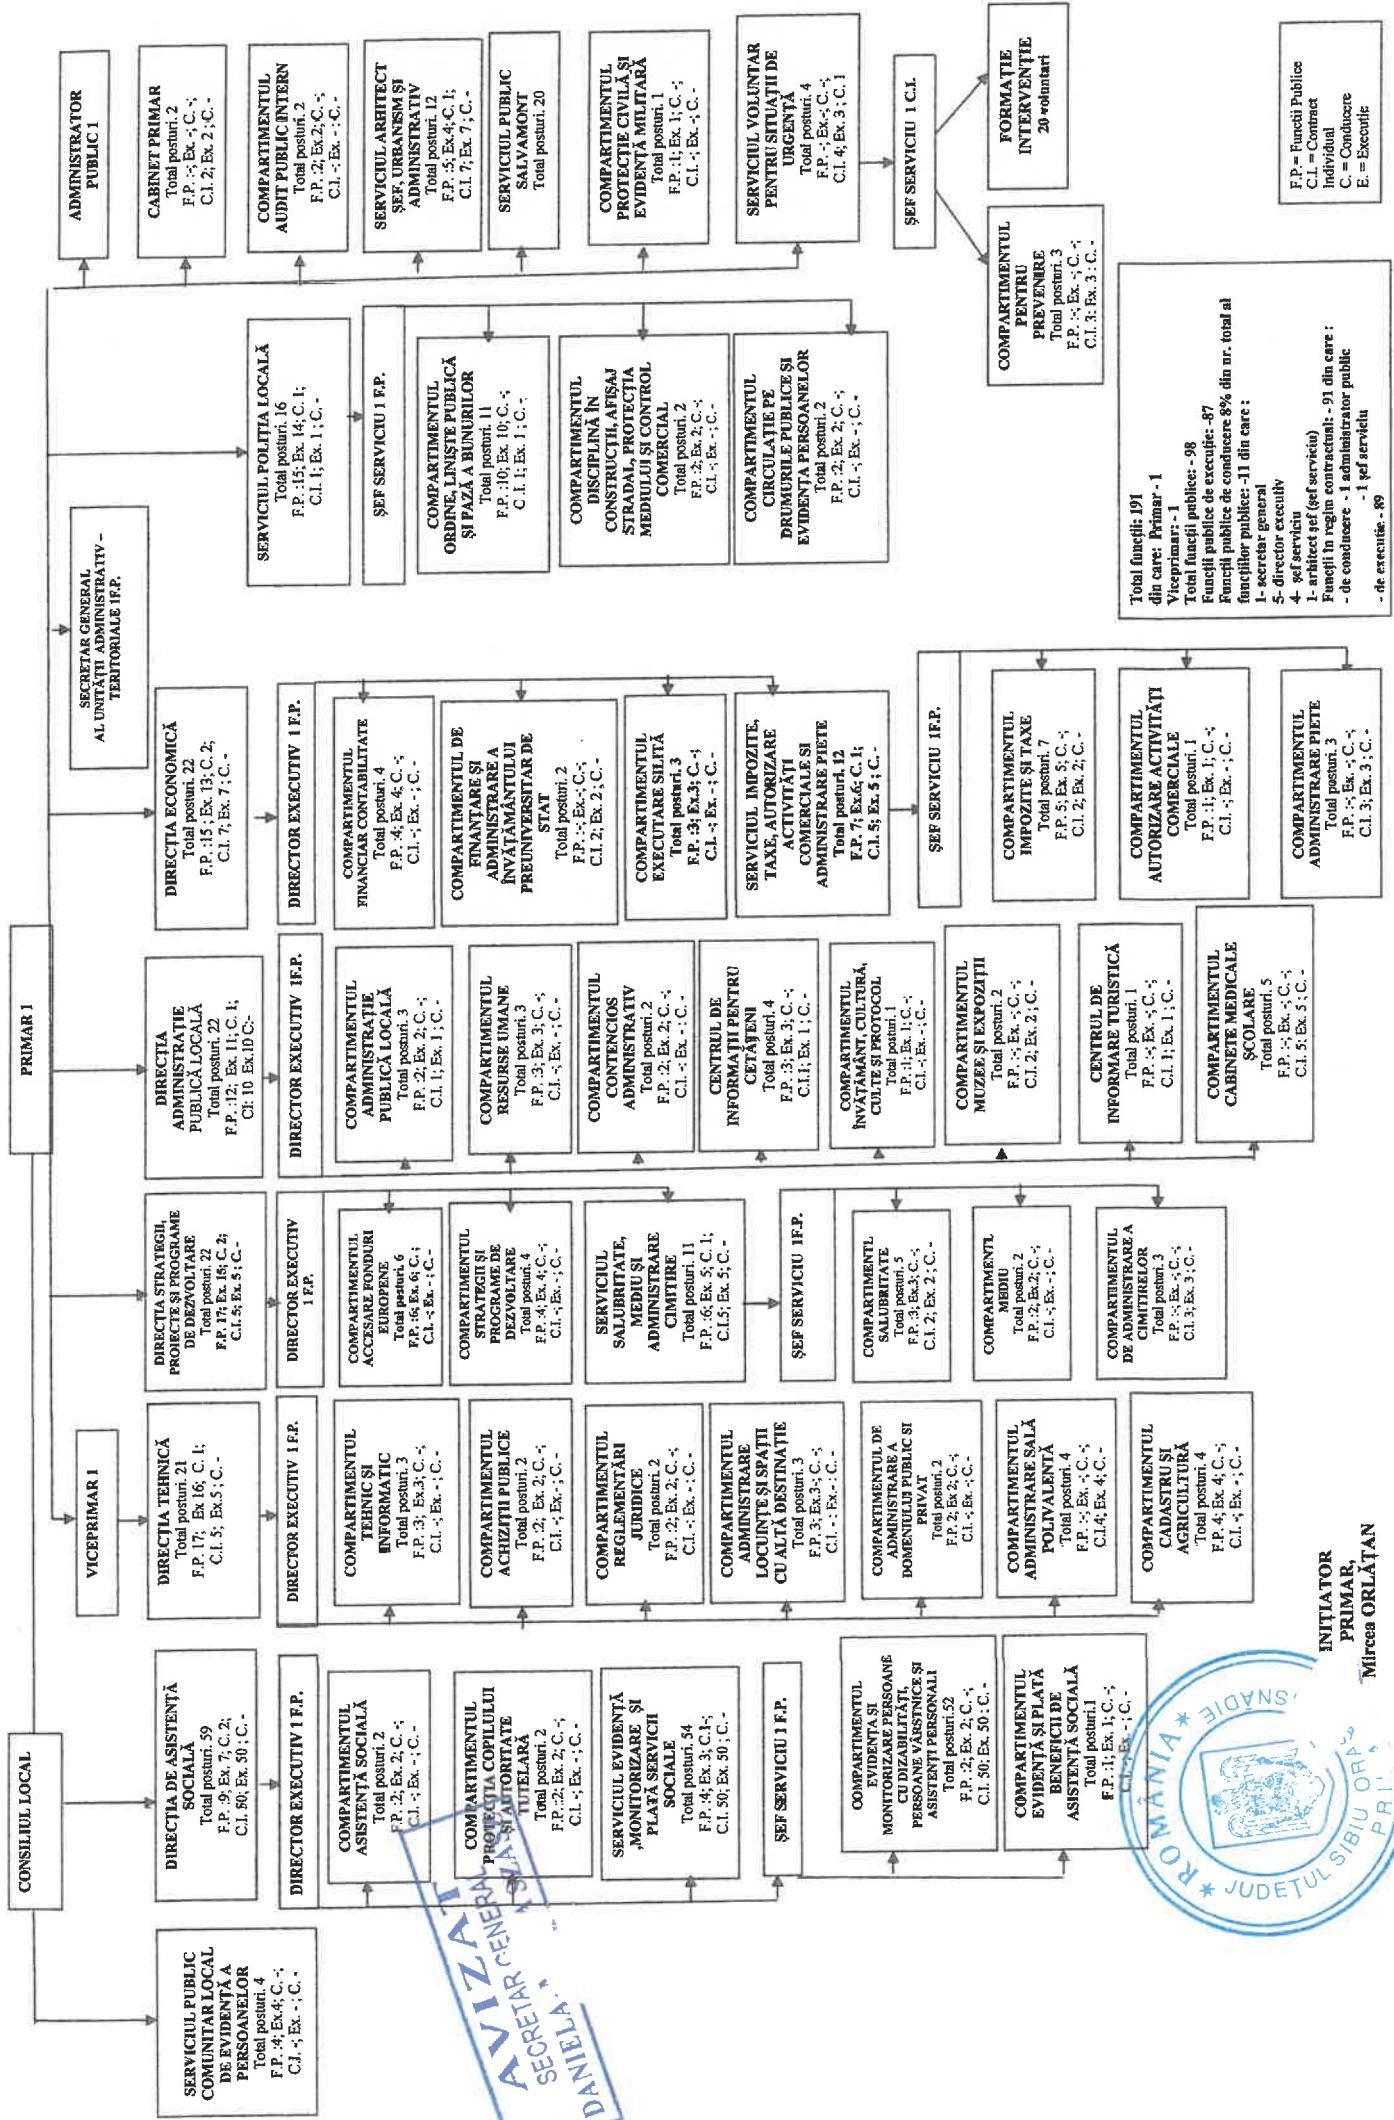 CONSILIUL LOCAL
PRIMAR 1
SERVICIUL PUBLIC
COMUNITAR LOCAL
DE EVIDENȚĂ A
PERSOANELOR
Total posturi. 4
F.P. :4; Ex.4; C. -;
C.I. -; Ex. - ; C. -
DIRECȚIA DE ASISTENȚĂ
SOCIALĂ
Total posturi. 59
F.P. :9; Ex. 7; C. 2;
C.I. 50; Ex. 50 ; C. -
DIRECTOR EXECUTIV 1 F.P.
COMPARTIMENTUL
ASISTENȚĂ SOCIALĂ
Total posturi. 2
F.P. :2; Ex. 2; C. -;
C.I. -; Ex. - ; C. -
COMPARTIMENTUL
PROTECȚIA COPILULUI
ȘI AUTORITATE
TUTELARĂ
Total posturi. 2
F.P. :2; Ex. 2; C. -;
C.I. -; Ex. - ; C. -
SERVICIUL EVIDENȚĂ
,MONITORIZARE ȘI
PLATĂ SERVICII
SOCIALE
Total posturi. 54
F.P. :4; Ex. 3; C.1-;
C.I. 50; Ex. 50 ; C. -
ȘEF SERVICIU 1 F.P.
COMPARTIMENTUL
EVIDENTA ȘI
MONITORIZARE PERSOANE
CU DIZABILITĂȚI,
PERSOANE VÂRSTNICE ȘI
ASISTENȚI PERSONALI
Total posturi. 52
F.P. :2; Ex. 2; C. -;
C.I. 50; Ex. 50 ; C. -
COMPARTIMENTUL
EVIDENȚĂ ȘI PLATĂ
BENEFICII DE
ASISTENȚĂ SOCIALĂ
Total posturi.1
F.P. :1; Ex. 1; C. -;
C.I. -; Ex. - ; C. -
VICEPRIMAR 1
DIRECȚIA TEHNICĂ
Total posturi. 21
F.P. 17; Ex 16; C. 1;
C.I. 5; Ex.5 ; C. -
DIRECTOR EXECUTIV 1 F.P.
COMPARTIMENTUL
TEHNIC ȘI
INFORMATIC
Total posturi. 3
F.P. :3; Ex.3; C. -;
C.I. -; Ex. - ; C. -
COMPARTIMENTUL
ACHIZIȚII PUBLICE
Total posturi. 2
F.P. :2; Ex. 2; C. -;
C.I. -; Ex. - ; C. -
COMPARTIMENTUL
REGLEMENTĂRI
JURIDICE
Total posturi. 2
F.P. :2; Ex. 2; C. -;
C.I. -: Ex. - ; C. -
COMPARTIMENTUL
ADMINISTRARE
LOCUINȚE ȘI SPAȚII
CU ALTĂ DESTINAȚIE
Total posturi. 3
F.P. 3; Ex.3-; C. -;
C.I. -; Ex. - ; C. -
COMPARTIMENTUL DE
ADMINISTRARE A
DOMENIULUI PUBLIC SI
PRIVAT
Total posturi. 2
F.P. 2; Ex 2; C. -;
C.I. -; Ex. -; C. -
COMPARTIMENTUL
ADMINISTRARE SALĂ
POLIVALENTĂ
Total posturi. 4
F.P. :-; Ex. -; C. -;
C.I.4; Ex. 4; C. -
COMPARTIMENTUL
CADASTRU ȘI
AGRICULTURĂ
Total posturi. 4
F.P. 4; Ex. 4; C. -;
C.I. -; Ex. - ; C. -
DIRECȚIA STRATEGII,
PROIECTE ȘI PROGRAME
DE DEZVOLTARE
Total posturi. 22
F.P. 17; Ex. 15; C. 2;
C.I. 5; Ex. 5 ; C. -
DIRECTOR EXECUTIV
1 F.P.
COMPARTIMENTUL
ACCESARE FONDURI
EUROPENE
Total posturi. 6
F.P. :6; Ex. 6; C. -;
C.I. -; Ex. - ; C. -
COMPARTIMENTUL
STRATEGII ȘI
PROGRAME DE
DEZVOLTARE
Total posturi. 4
F.P. :4; Ex. 4; C. -;
C.I. -; Ex. -; C. -
SERVICIUL
SALUBRITATE,
MEDIU ȘI
ADMINISTRARE
CIMITIRE
Total posturi. 11
F.P. :6; Ex. 5; C. 1;
C.I.5; Ex. 5; C. -
ȘEF SERVICIU 1F.P.
COMPARTIMENTL
SALUBRITATE
Total posturi. 5
F.P. :3; Ex.3; C. -;
C.I. 2; Ex. 2 ; C. -
COMPARTIMENTL
MEDIU
Total posturi. 2
F.P. :2; Ex.2; C. -;
C.I. -; Ex. -; C. -
COMPARTIMENTUL
DE ADMINISTRARE A
CIMITIRELOR
Total posturi. 3
F.P. :-; Ex. -; C. -;
C.I. 3; Ex. 3 ; C. -
DIRECȚIA
ADMINISTRAȚIE
PUBLICĂ LOCALĂ
Total posturi. 22
F.P. :12; Ex. 11; C. 1;
CI: 10 Ex.10 C:-
DIRECTOR EXECUTIV 1F.P.
COMPARTIMENTUL
ADMINISTRAȚIE
PUBLICĂ LOCALĂ
Total posturi. 3
F.P. :2; Ex. 2; C. -;
C.I. 1; Ex. 1 ; C. -
COMPARTIMENTUL
RESURSE UMANE
Total posturi. 3
F.P. :3; Ex. 3; C. -;
C.I. -; Ex. - ; C. -
COMPARTIMENTUL
CONTENCIOS
ADMINISTRATIV
Total posturi. 2
F.P. :2; Ex. 2; C. -;
C.I. -; Ex. - ; C. -
CENTRUL DE
INFORMAȚII PENTRU
CETĂȚENI
Total posturi. 4
F.P. :3; Ex. 3; C. -;
C.I.1; Ex. 1 ; C. -
COMPARTIMENTUL
ÎNVĂȚĂMÂNT, CULTURĂ,
CULTE ȘI PROTOCOL
Total posturi. 1
F.P. :1; Ex. 1; C. -;
C.I. -; Ex. - ; C. -
COMPARTIMENTUL
MUZEE ȘI EXPOZIȚII
Total posturi. 2
F.P. :-; Ex. -; C. -;
C.I. 2; Ex. 2 ; C. -
CENTRUL DE
INFORMARE TURISTICĂ
Total posturi. 1
F.P. :-; Ex. -; C. -;
C.I. 1; Ex. 1 ; C. -
COMPARTIMENTUL
CABINETE MEDICALE
ȘCOLARE
Total posturi. 5
F.P. :-; Ex. -; C. -;
C.I. 5; Ex. 5 ; C. -
SECRETAR GENERAL
AL UNITĂȚII ADMINISTRATIV –
TERITORIALE 1F.P.
DIRECȚIA ECONOMICĂ
Total posturi. 22
F.P. :15 ; Ex. 13; C. 2;
C.I. 7; Ex. 7 ; C. -
DIRECTOR EXECUTIV 1 F.P.
COMPARTIMENTUL
FINANCIAR CONTABILITATE
Total posturi. 4
F.P. :4; Ex. 4; C. -;
C.I. -; Ex. - ; C. -
COMPARTIMENTUL DE
FINANȚARE ȘI
ADMINISTRARE A
ÎNVĂȚĂMÂNTULUI
PREUNIVERSITAR DE
STAT
Total posturi. 2
F.P. :-; Ex. -; C. -;
C.I. 2; Ex. 2 ; C. -
COMPARTIMENTUL
EXECUTARE SILITĂ
Total posturi. 3
F.P. :3; Ex.3; C. -;
C.I. -; Ex. - ; C. -
SERVICIUL IMPOZITE,
TAXE, AUTORIZARE
ACTIVITĂȚI
COMERCIALE SI
ADMINISTRARE PIETE
Total posturi. 12
F.P. 7; Ex.6; C. 1;
C.I. 5; Ex. 5 ; C. -
ȘEF SERVICIU 1F.P.
COMPARTIMENTUL
IMPOZITE ȘI TAXE
Total posturi. 7
F.P. 5; Ex. 5; C. -;
C.I. 2; Ex. 2; C. -
COMPARTIMENTUL
AUTORIZARE ACTIVITĂȚI
COMERCIALE
Total posturi. 1
F.P. :1; Ex. 1; C. -;
C.I. -; Ex. - ; C. -
COMPARTIMENTUL
ADMINISTRARE PIETE
Total posturi. 3
F.P. :-; Ex. -; C. -;
C.I. 3; Ex. 3 ; C. -
SERVICIUL POLIȚIA LOCALĂ
Total posturi. 16
F.P. :15; Ex. 14; C. 1;
C.I. 1; Ex. 1 ; C. -
ȘEF SERVICIU 1 F.P.
COMPARTIMENTUL
ORDINE, LINIȘTE PUBLICĂ
ȘI PAZĂ A BUNURILOR
Total posturi. 11
F.P. :10; Ex. 10; C. -;
C.I. 1; Ex. 1 ; C. -
COMPARTIMENTUL
DISCIPLINĂ ÎN
CONSTRUCȚII, AFIȘAJ
STRADAL, PROTECȚIA
MEDIULUI ȘI CONTROL
COMERCIAL
Total posturi. 2
F.P. :2; Ex. 2; C. -;
C.I. -; Ex. - ; C. -
COMPARTIMENTUL
CIRCULAȚIE PE
DRUMURILE PUBLICE ȘI
EVIDENȚA PERSOANELOR
Total posturi. 2
F.P. :2; Ex. 2; C. -;
C.I. -; Ex. - ; C. -
ADMINISTRATOR
PUBLIC 1
CABINET PRIMAR
Total posturi. 2
F.P. :-; Ex. -, C. -;
C.I. 2; Ex. 2 ; C. -
COMPARTIMENTUL
AUDIT PUBLIC INTERN
Total posturi. 2
F.P. :2; Ex.2; C. -;
C.I. -; Ex. - ; C. -
SERVICIUL ARHITECT
ȘEF, URBANISM ȘI
ADMINISTRATIV
Total posturi. 12
F.P. :5; Ex.4; C. 1;
C.I. 7; Ex. 7 ; C. -
SERVICIUL PUBLIC
SALVAMONT
Total posturi. 20
COMPARTIMENTUL
PROTECȚIE CIVILĂ ȘI
EVIDENȚĂ MILITARĂ
Total posturi. 1
F.P. :1; Ex. 1; C. -;
C.I. -; Ex. -; C. -
SERVICIUL VOLUNTAR
PENTRU SITUAȚII DE
URGENȚĂ
Total posturi. 4
F.P. -; Ex.-; C. -;
C.I. 4; Ex 3 ; C. 1
ȘEF SERVICIU 1 C.I.
COMPARTIMENTUL
PENTRU
PREVENIRE
Total posturi. 3
F.P. :-; Ex. -; C. -;
C.I. 3; Ex. 3 ; C. -
FORMAȚIE
INTERVENȚIE
20 voluntari
Total funcții: 191
din care: Primar - 1
Viceprimar: - 1
Total funcții publice: - 98
Funcții publice de execuție: -87
Funcții publice de conducere 8% din nr. total al
funcțiilor publice: -11 din care :
1- secretar general
5- director executiv
4- șef serviciu
1- arhitect șef (șef serviciu)
Funcții în regim contractual: - 91 din care :
- de conducere - 1 administrator public
- 1 șef serviciu
- de executie. - 89
F.P.= Functii Publice
C.I. = Contract
Individual
C. = Conducere
E. = Execuție
INIȚIATOR
PRIMAR,
Mircea ORLĂȚAN
AVIZAT
SECRETAR GENERAL
DANIELA
ROMÂNIA
JUDEȚUL SIBIU